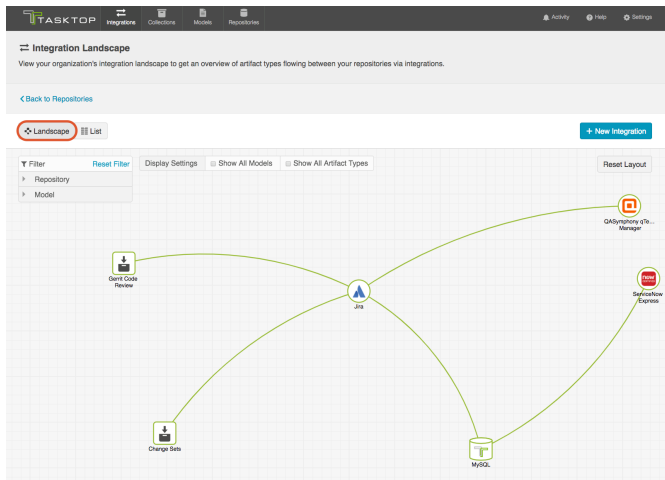 TASKTOP
Integrations
Collections
Models
Repositories
Activity
Help
Settings
Integration Landscape
View your organization's integration landscape to get an overview of artifact types flowing between your repositories via integrations.
Back to Repositories
Landscape
List
+ New Integration
Filter
Reset Filter
Display Settings
Show All Models
Show All Artifact Types
Reset Layout
Repository
Model
QASymphony qTe...
Manager
Gerrit Code
Review
now
ServiceNow
Express
Jira
Change Sets
MySQL